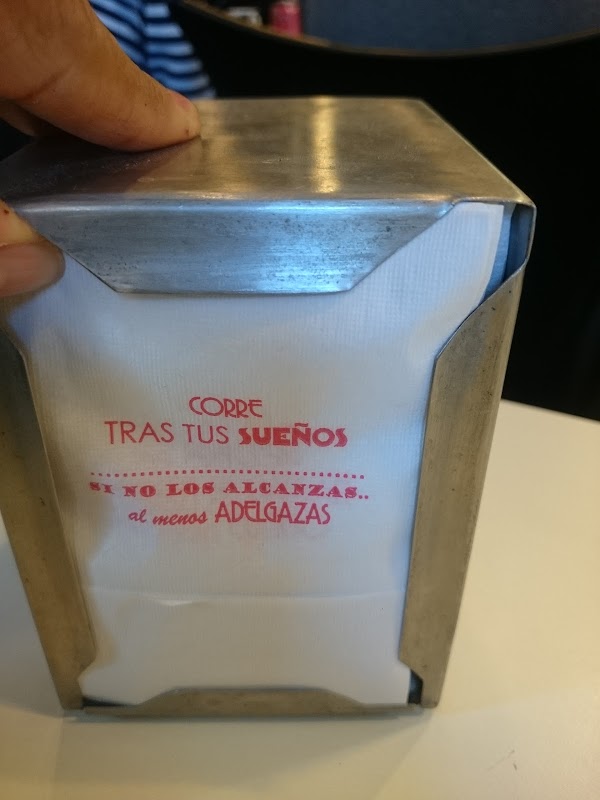 CORRE
TRAS TUS SUEÑOS
SI NO LOS ALCANZAS..
al menos ADELGAZAS